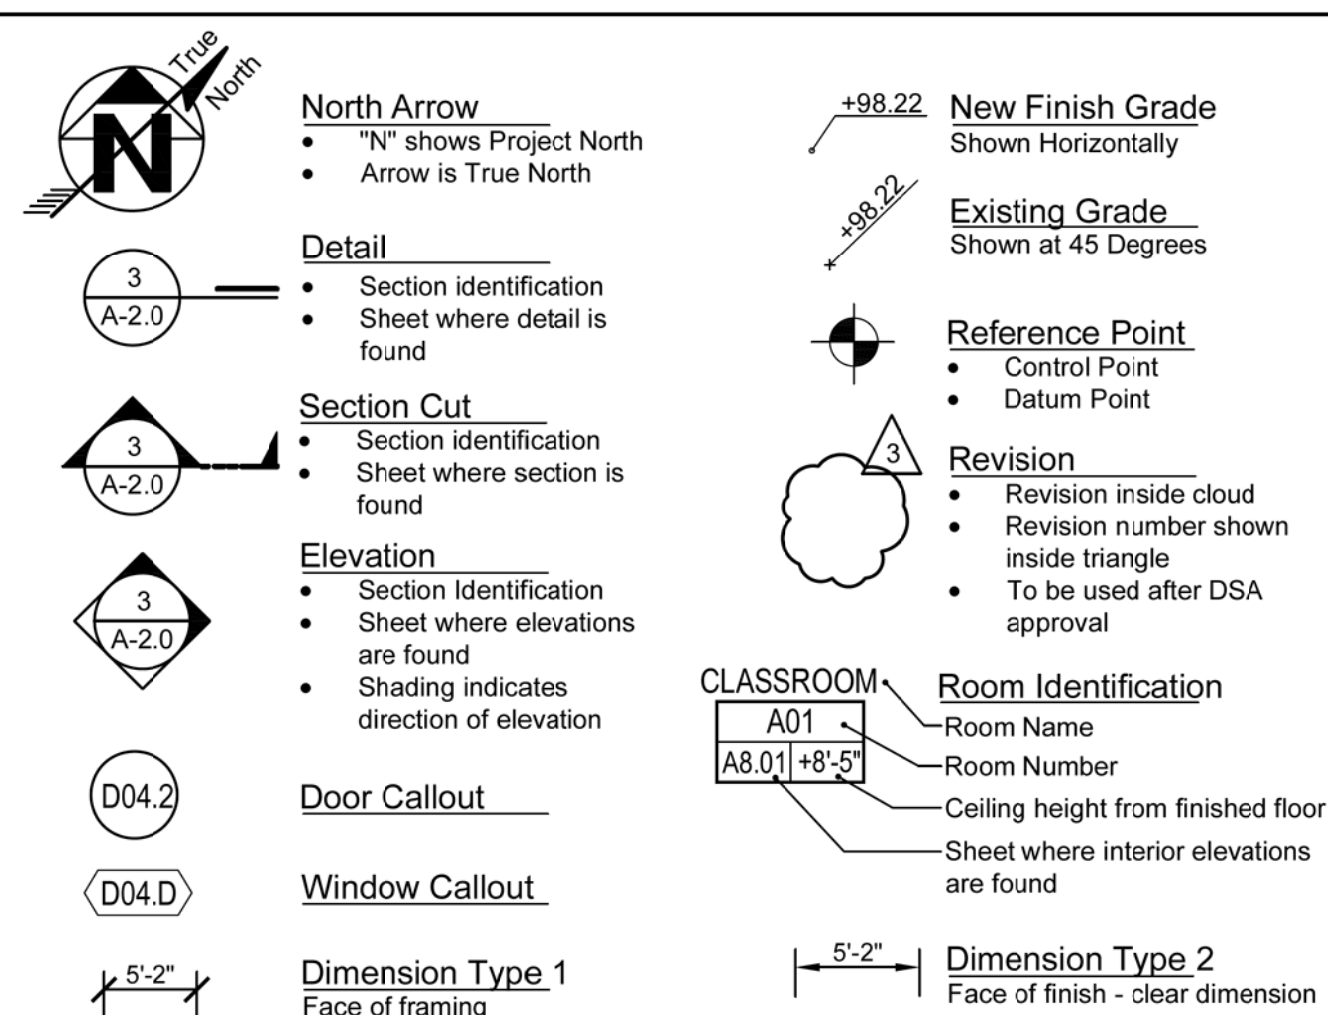 True
North
N
North Arrow
• "N" shows Project North
• Arrow is True North
3
A-2.0
Detail
• Section identification
• Sheet where detail is
found
3
A-2.0
Section Cut
• Section identification
• Sheet where section is
found
3
A-2.0
Elevation
• Section Identification
• Sheet where elevations
are found
• Shading indicates
direction of elevation
D04.2
Door Callout
D04.D
Window Callout
5'-2"
Dimension Type 1
Face of framing
+98.22
New Finish Grade
Shown Horizontally
+98.22
Existing Grade
Shown at 45 Degrees
Reference Point
• Control Point
• Datum Point
3
Revision
• Revision inside cloud
• Revision number shown
inside triangle
• To be used after DSA
approval
CLASSROOM
A01
A8.01 +8'-5"
Room Identification
Room Name
Room Number
Ceiling height from finished floor
Sheet where interior elevations
are found
5'-2"
Dimension Type 2
Face of finish - clear dimension